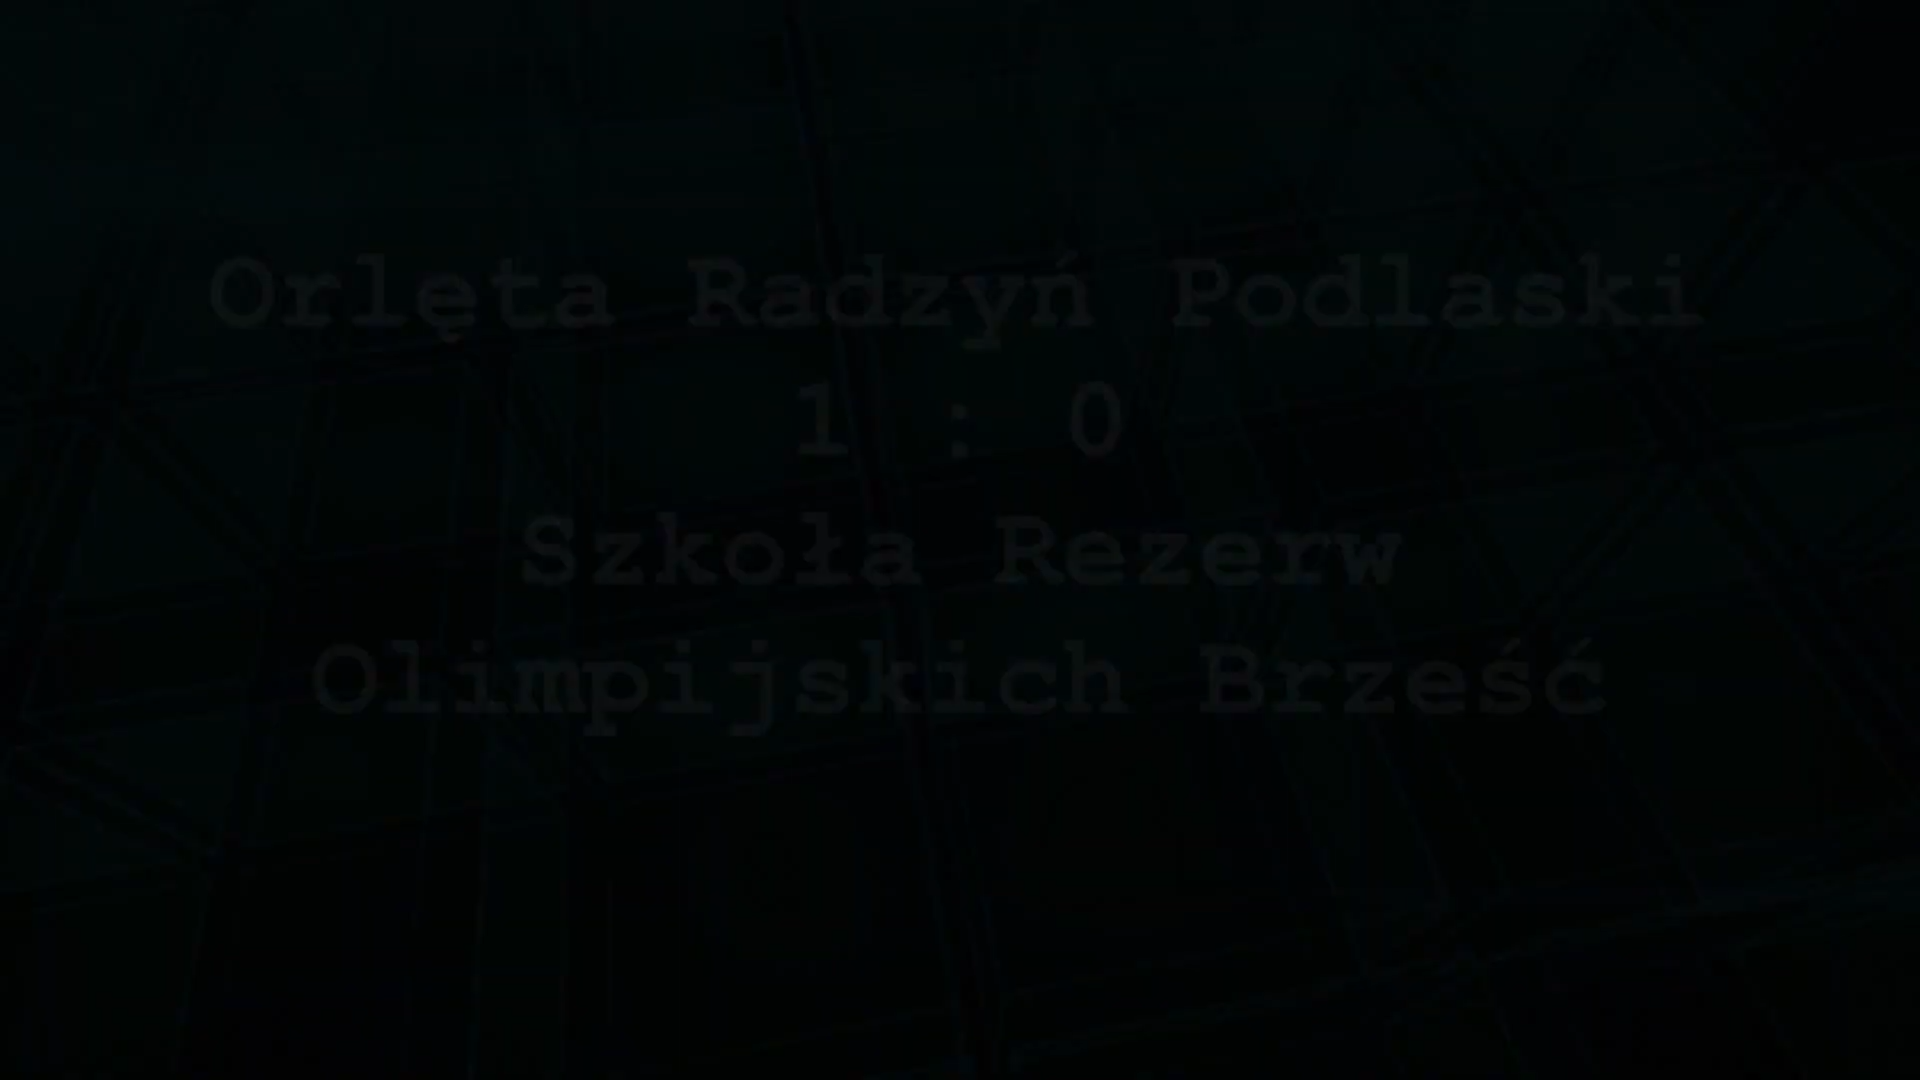 Orlęta Radzyń Podlaski
1 : 0
Szkoła Rezerw
Olimpijskich Brześć